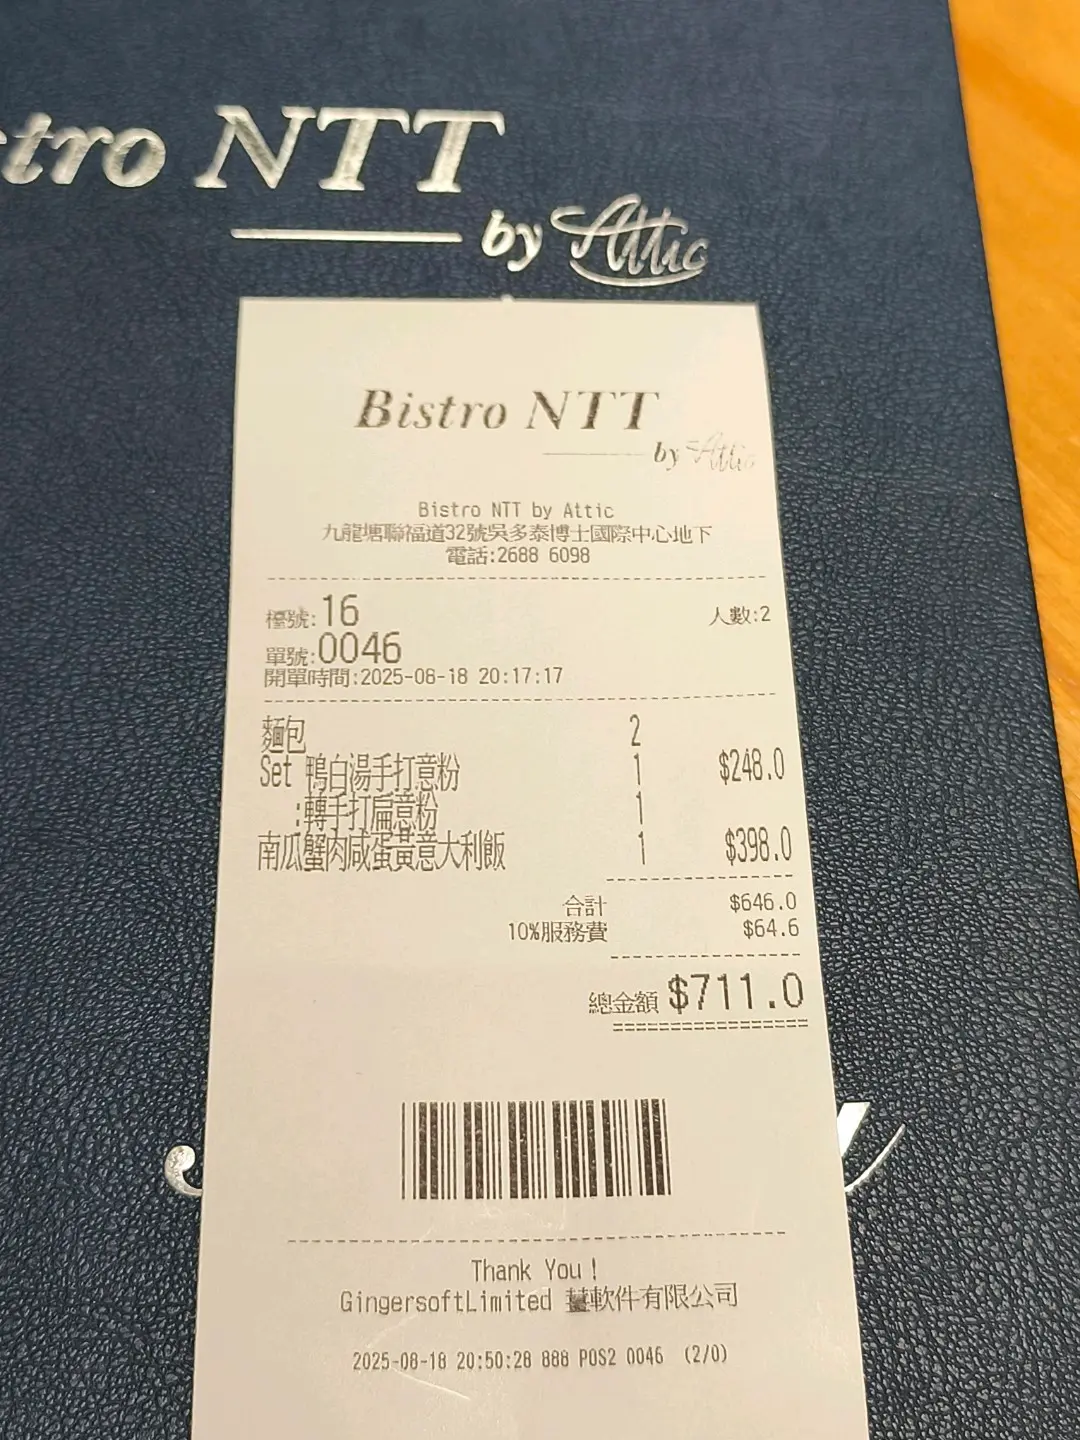 tro NTT
by Attic
Bistro NTT
by Attic
Bistro NTT by Attic
九龍塘聯福道32號吳多泰博士國際中心地下
電話:2688 6098
檯號:16 人數:2
單號:0046
開單時間:2025-08-18 20:17:17
麵包 2
Set 鴨白湯手打意粉 1 $248.0
:轉手打扁意粉 1
南瓜蟹肉咸蛋黃意大利飯 1 $398.0
合計 $646.0
10%服務費 $64.6
總金額 $711.0
Thank You !
GingersoftLimited 薑軟件有限公司
2025-08-18 20:50:28 888 POS2 0046 (2/0)